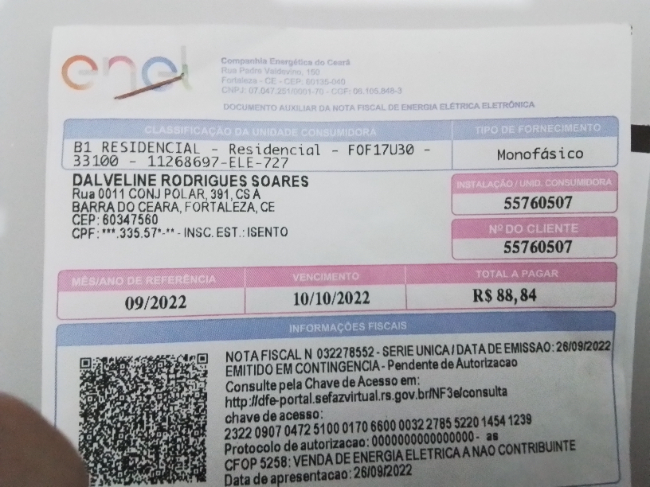 enel
Companhia Energética do Ceará
Rua Padre Valdevino, 150
Fortaleza - CE - CEP: 60135-040
CNPJ: 07.047.251/0001-70 - CGF: 06.105.848-3
DOCUMENTO AUXILIAR DA NOTA FISCAL DE ENERGIA ELÉTRICA ELETRÔNICA
CLASSIFICAÇÃO DA UNIDADE CONSUMIDORA
B1 RESIDENCIAL - Residencial - F0F17U30 -
33100 - 11268697-ELE-727
TIPO DE FORNECIMENTO
Monofásico
DALVELINE RODRIGUES SOARES
Rua 0011 CONJ POLAR, 391, CS A
BARRA DO CEARA, FORTALEZA, CE
CEP: 60347560
CPF: ***.335.57*-** - INSC. EST.: ISENTO
INSTALAÇÃO / UNID. CONSUMIDORA
55760507
Nº DO CLIENTE
55760507
MÊS/ANO DE REFERÊNCIA
09/2022
VENCIMENTO
10/10/2022
TOTAL A PAGAR
R$ 88,84
INFORMAÇÕES FISCAIS
NOTA FISCAL N 032278552 - SERIE UNICA / DATA DE EMISSAO: 26/09/2022
EMITIDO EM CONTINGENCIA - Pendente de Autorizacao
Consulte pela Chave de Acesso em:
http://dfe-portal.sefazvirtual.rs.gov.br/NF3e/consulta
chave de acesso:
2322 0907 0472 5100 0170 6600 0032 2785 5220 1454 1239
Protocolo de autorizacao: 0000000000000000 - as
CFOP 5258: VENDA DE ENERGIA ELETRICA A NAO CONTRIBUINTE
Data de apresentacao: 26/09/2022